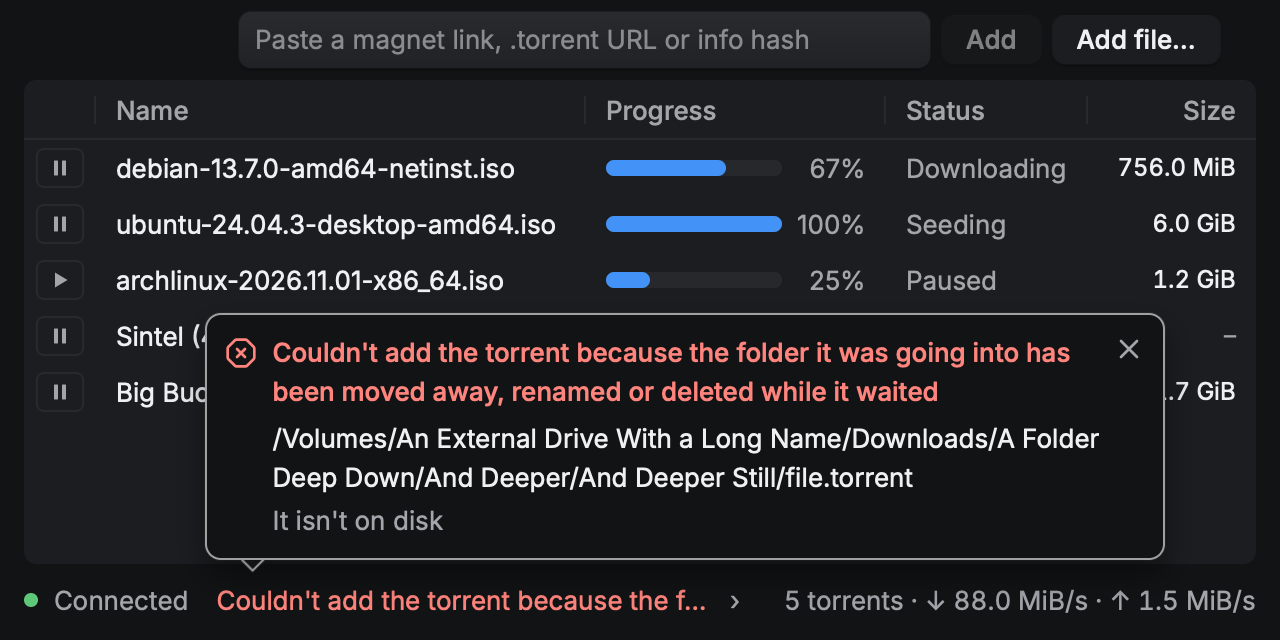 Paste a magnet link, .torrent URL or info hash
Add
Add file...
Name
Progress
Status
Size
debian-13.7.0-amd64-netinst.iso
67%
Downloading
756.0 MiB
ubuntu-24.04.3-desktop-amd64.iso
100%
Seeding
6.0 GiB
archlinux-2026.11.01-x86_64.iso
25%
Paused
1.2 GiB
Sintel (
–
Big Buc
.7 GiB
Couldn't add the torrent because the folder it was going into has
been moved away, renamed or deleted while it waited
/Volumes/An External Drive With a Long Name/Downloads/A Folder
Deep Down/And Deeper/And Deeper Still/file.torrent
It isn't on disk
Connected
Couldn't add the torrent because the f...
5 torrents · ↓ 88.0 MiB/s · ↑ 1.5 MiB/s